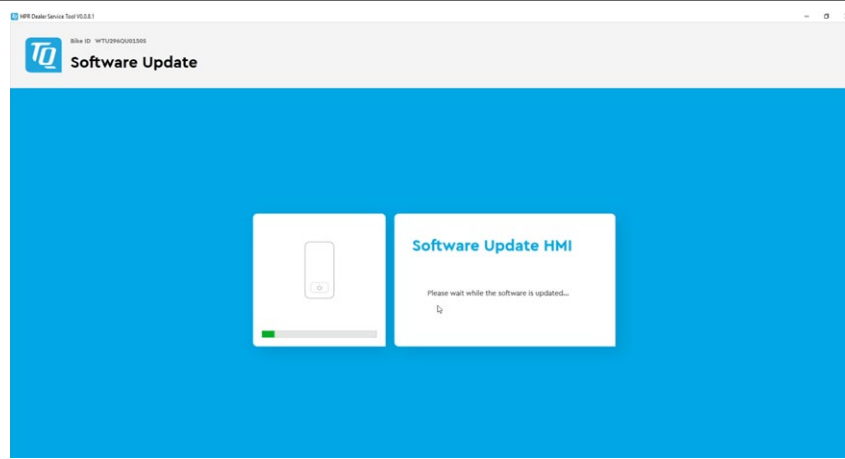 HPR Dealer Service Tool V0.0.8.1
TQ
Bike ID WTU296QU0150S
Software Update
Software Update HMI
Please wait while the software is updated...